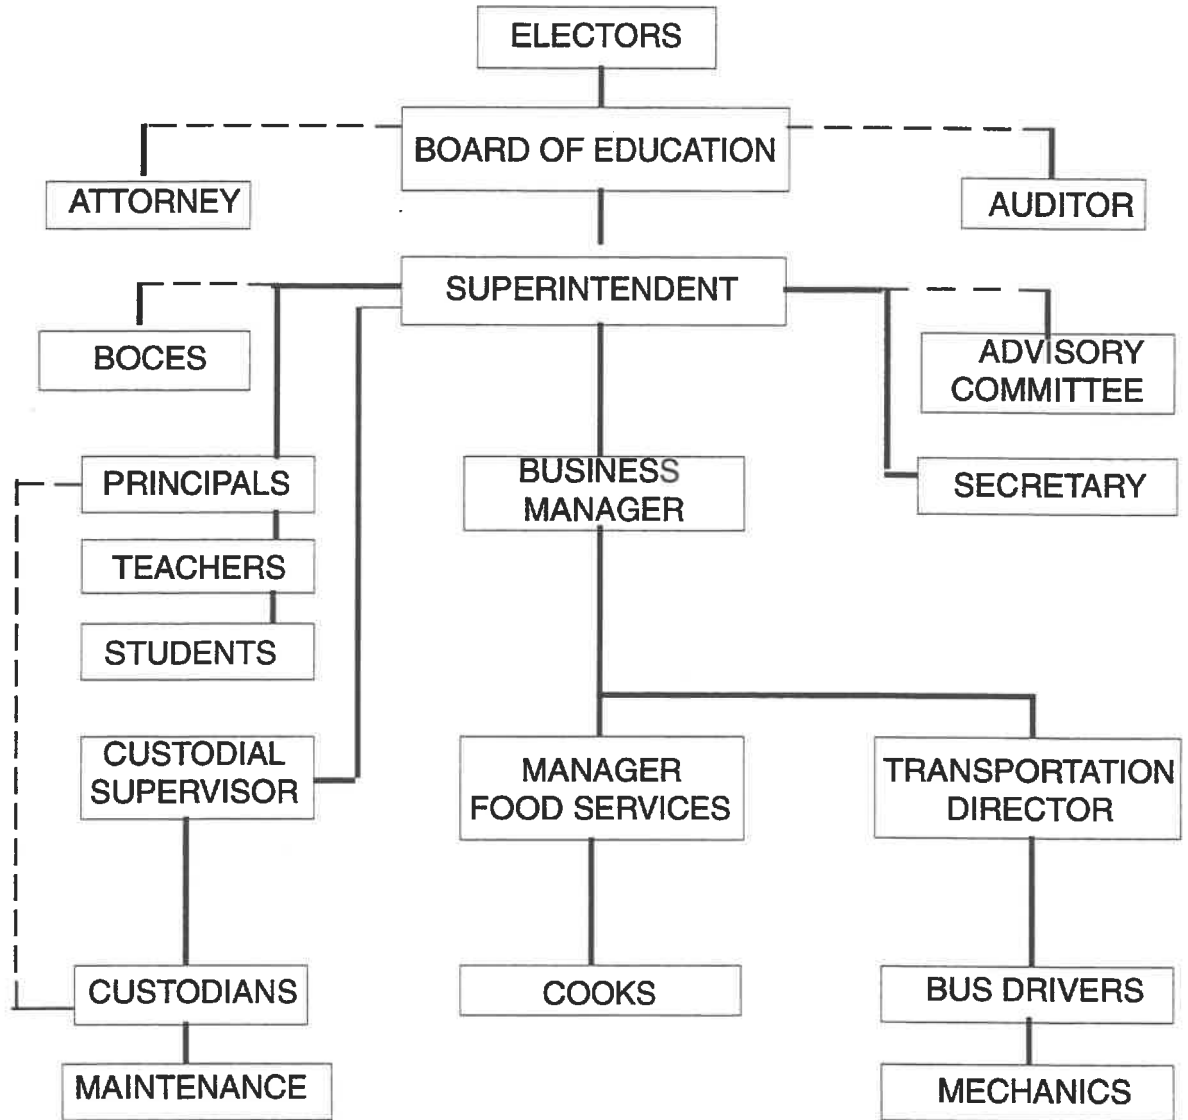 ELECTORS
BOARD OF EDUCATION
ATTORNEY
AUDITOR
SUPERINTENDENT
BOCES
ADVISORY
COMMITTEE
PRINCIPALS
BUSINESS
MANAGER
SECRETARY
TEACHERS
STUDENTS
CUSTODIAL
SUPERVISOR
MANAGER
FOOD SERVICES
TRANSPORTATION
DIRECTOR
CUSTODIANS
COOKS
BUS DRIVERS
MAINTENANCE
MECHANICS